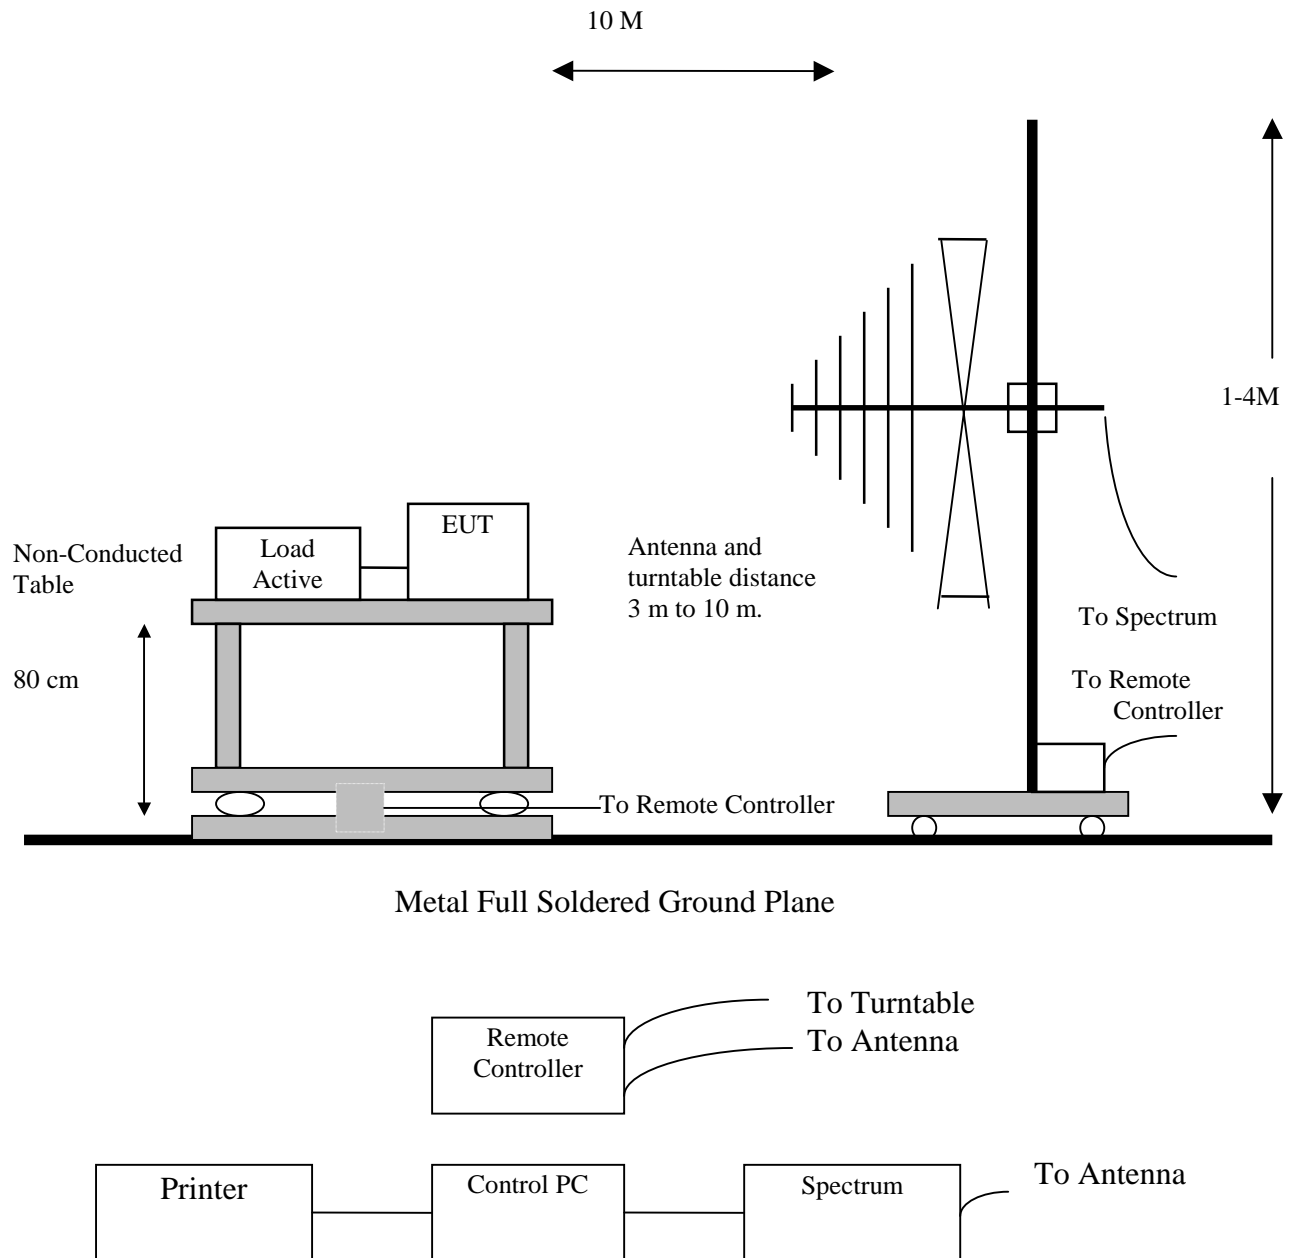 10 M
1-4M
EUT
Load
Active
Non-Conducted
Table
Antenna and
turntable distance
3 m to 10 m.
To Spectrum
80 cm
To Remote
Controller
To Remote Controller
Metal Full Soldered Ground Plane
To Turntable
To Antenna
Remote
Controller
Printer
Control PC
Spectrum
To Antenna